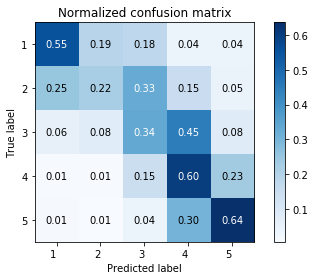 Normalized confusion matrix
1 0.55 0.19 0.18 0.04 0.04
2 0.25 0.22 0.33 0.15 0.05
3 0.06 0.08 0.34 0.45 0.08
4 0.01 0.01 0.15 0.60 0.23
5 0.01 0.01 0.04 0.30 0.64
1 2 3 4 5
Predicted label
True label
0.6
0.5
0.4
0.3
0.2
0.1